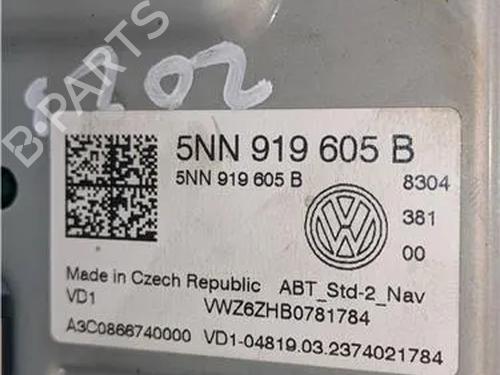 B.PARTS
5NN 919 605 B
5NN 919 605 B
8304
381
00
Made in Czech Republic ABT_Std-2_Nav
VD1 VWZ6ZHB0781784
A3C0866740000 VD1-04819.03.2374021784